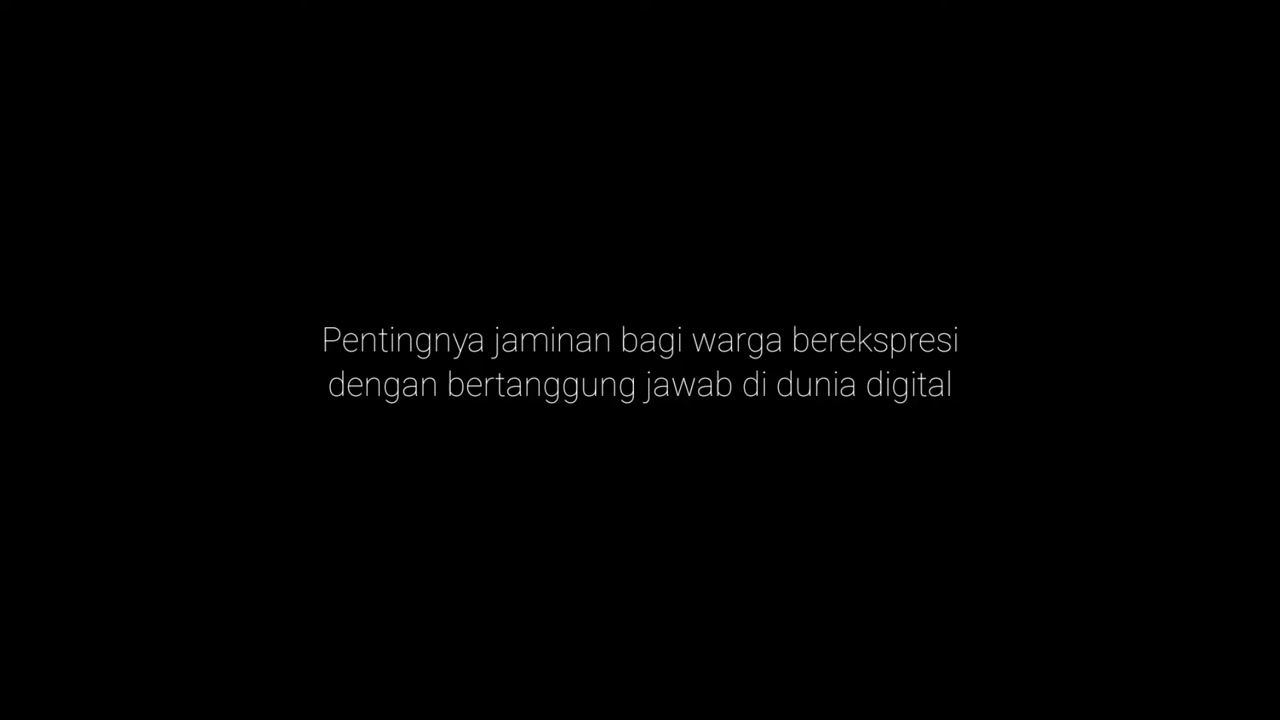 Pentingnya jaminan bagi warga berekspresi
dengan bertanggung jawab di dunia digital